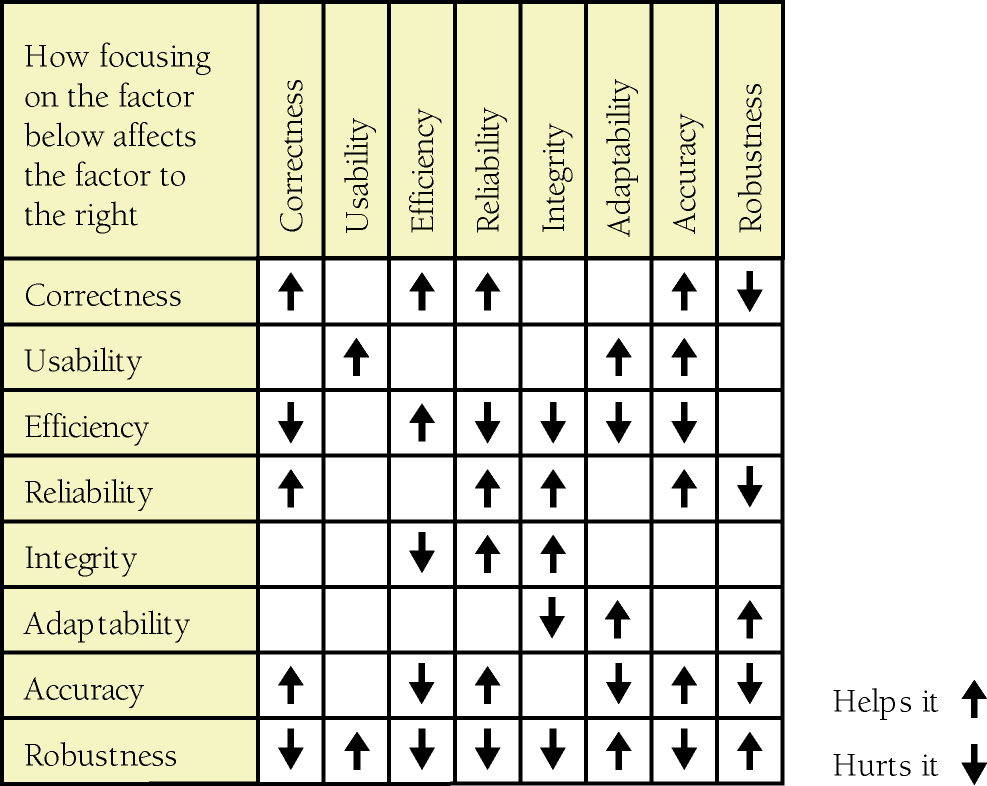 How focusing
on the factor
below affects
the factor to
the right
Correctness
Usability
Efficiency
Reliability
Integrity
Adaptability
Accuracy
Robustness
Correctness
Usability
Efficiency
Reliability
Integrity
Adaptability
Accuracy
Robustness
Helps it
Hurts it